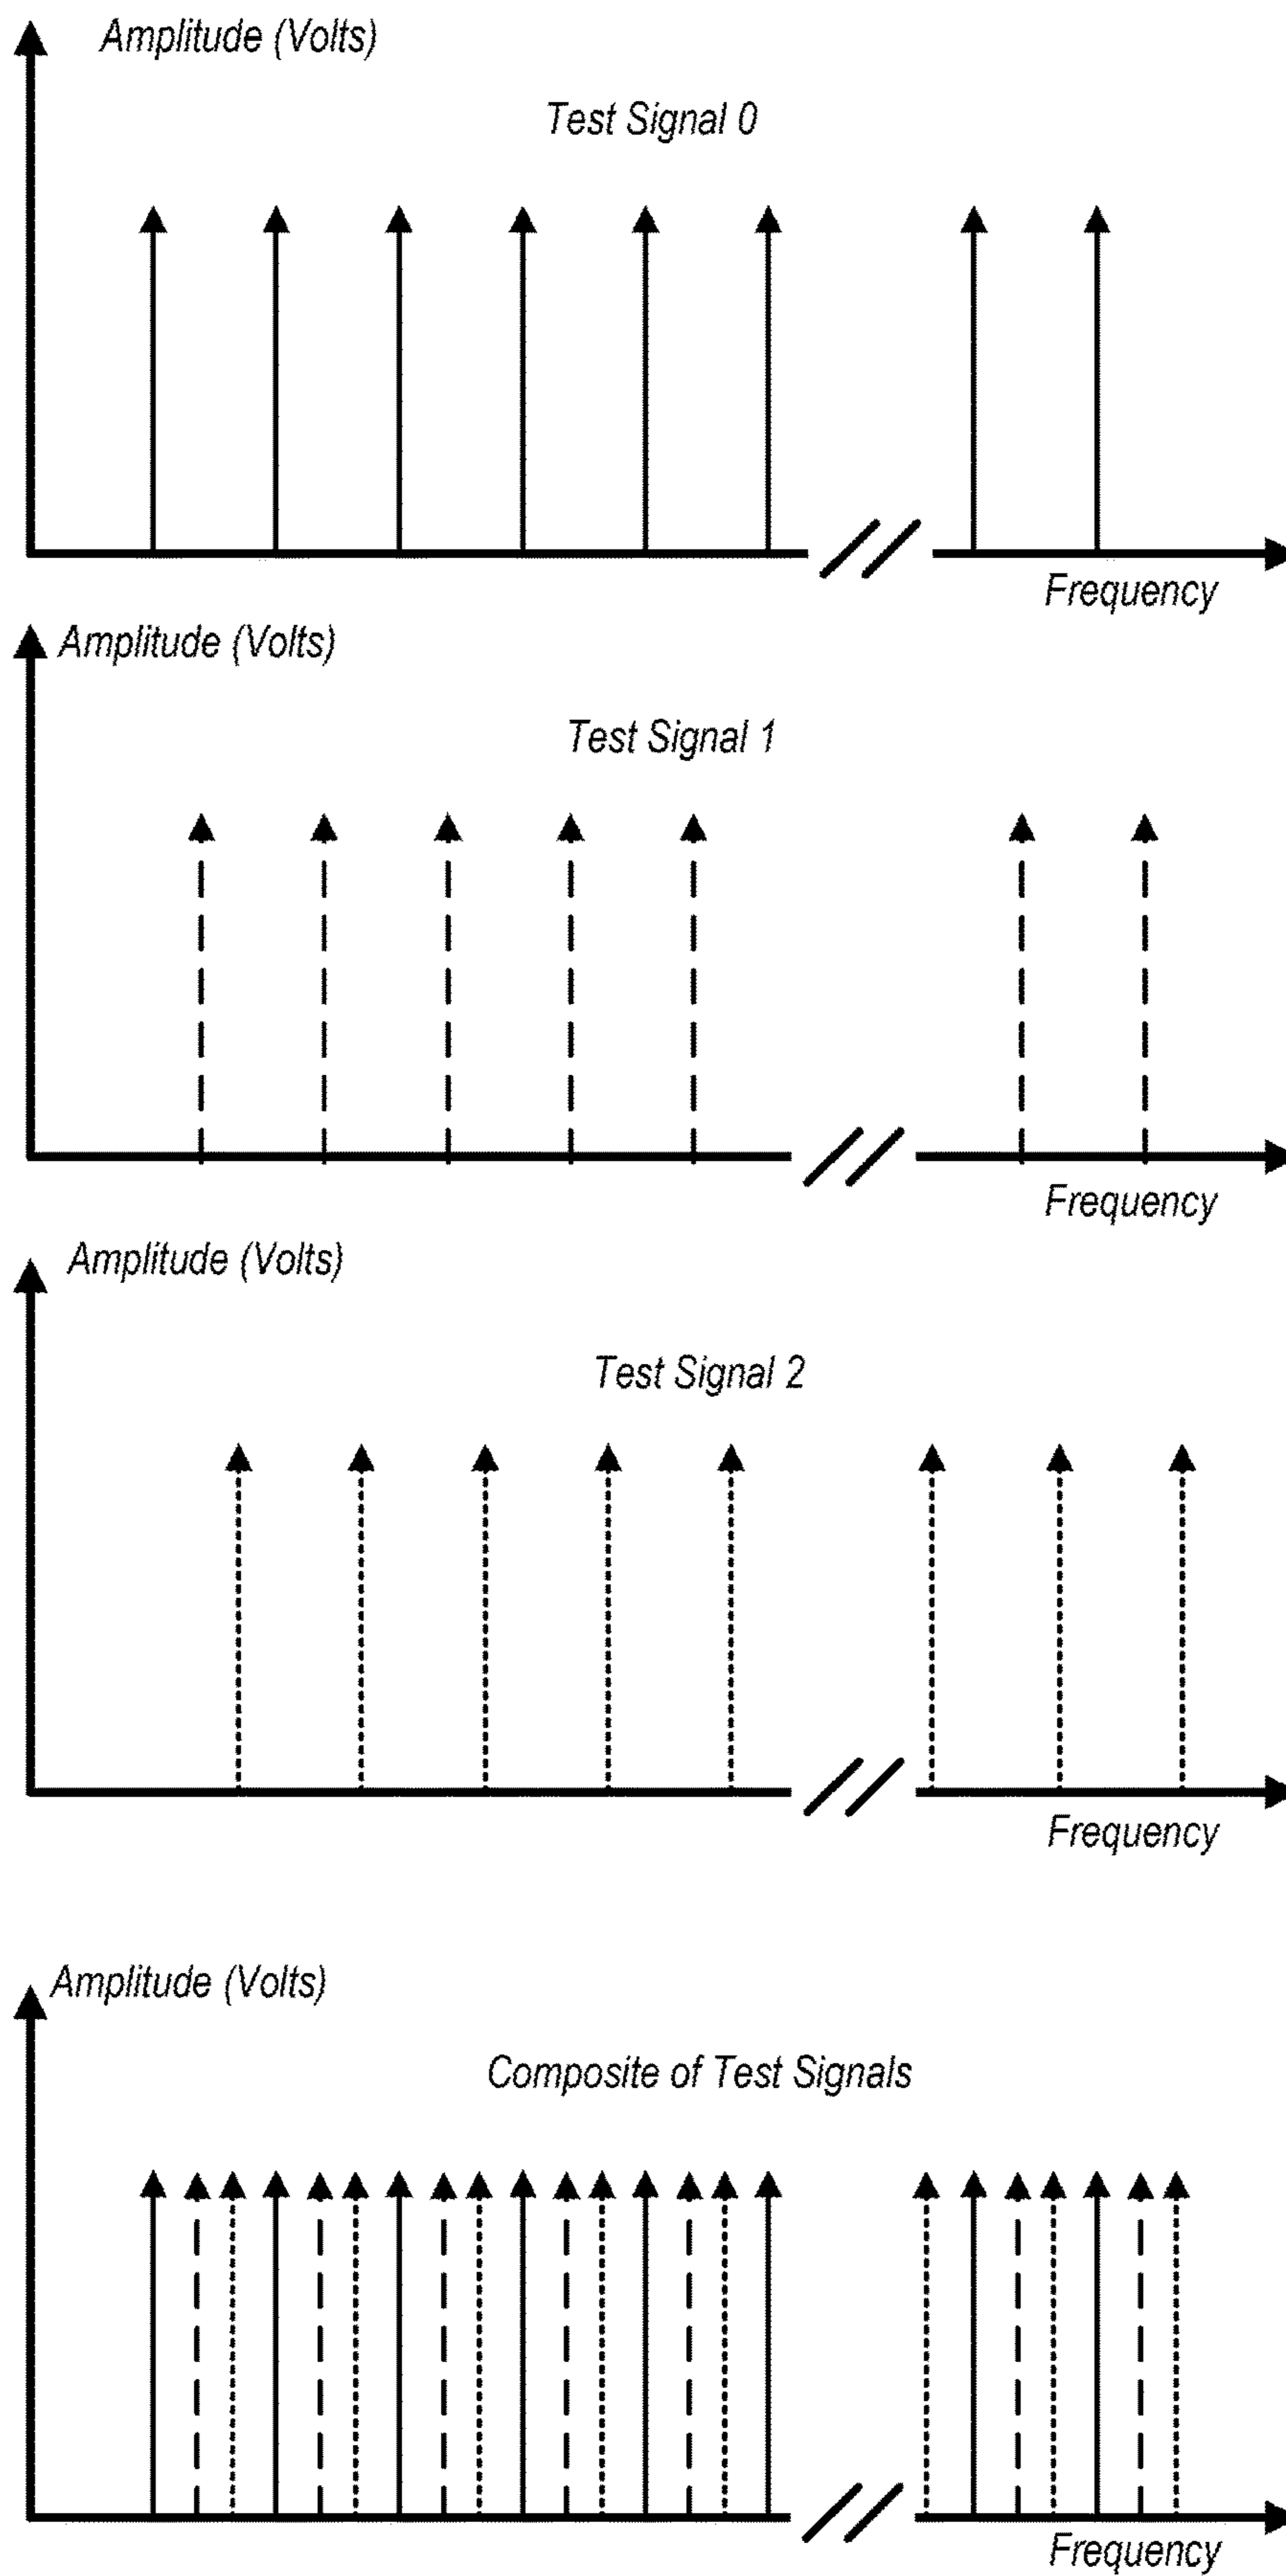 Amplitude (Volts)
Test Signal 0
Frequency
Amplitude (Volts)
Test Signal 1
Frequency
Amplitude (Volts)
Test Signal 2
Frequency
Amplitude (Volts)
Composite of Test Signals
Frequency